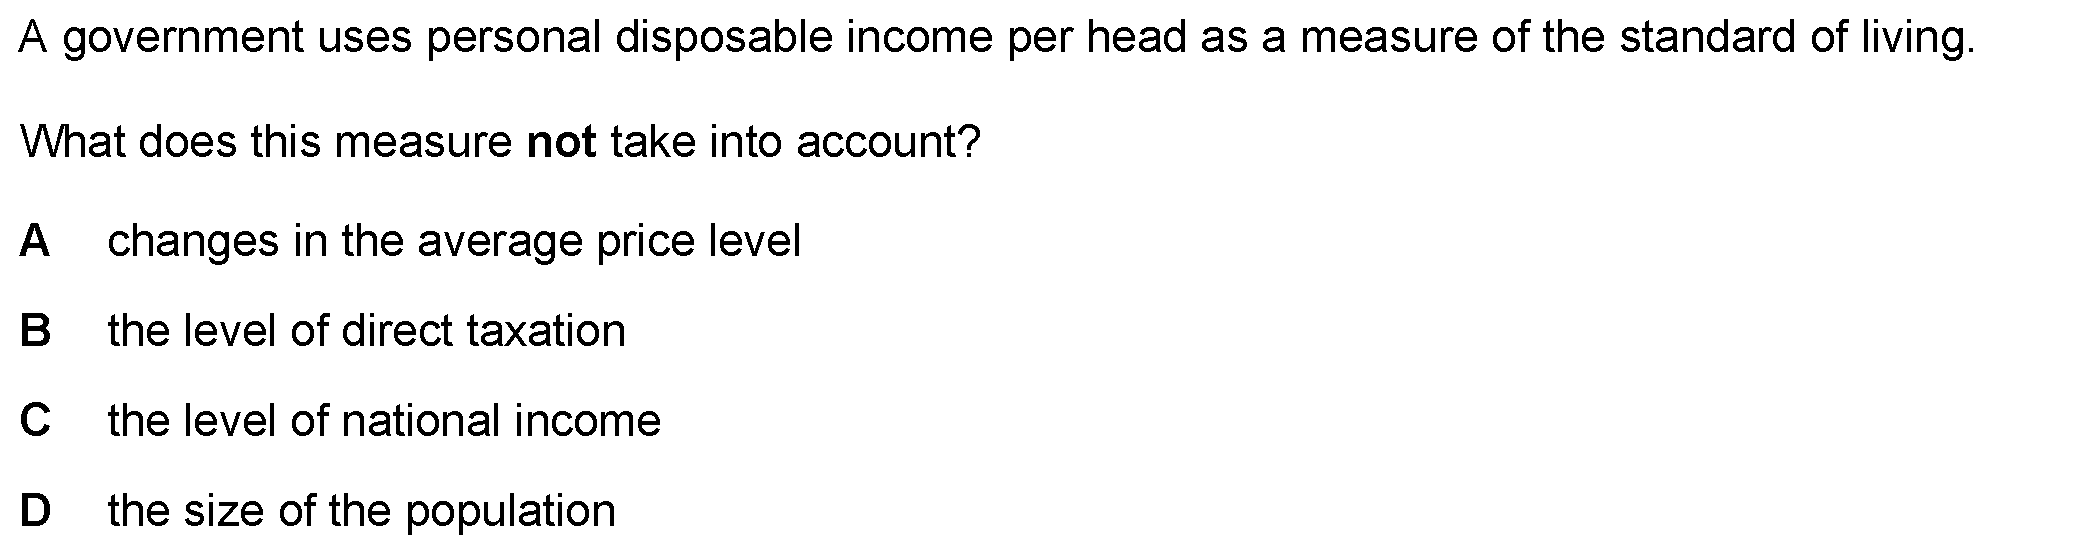 A government uses personal disposable income per head as a measure of the standard of living.
What does this measure not take into account?
A changes in the average price level
B the level of direct taxation
C the level of national income
D the size of the population